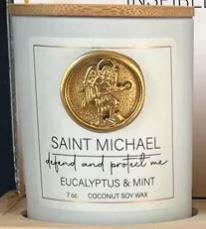 SAINT MICHAEL
defend and protect me
EUCALYPTUS & MINT
7 oz. COCONUT SOY WAX